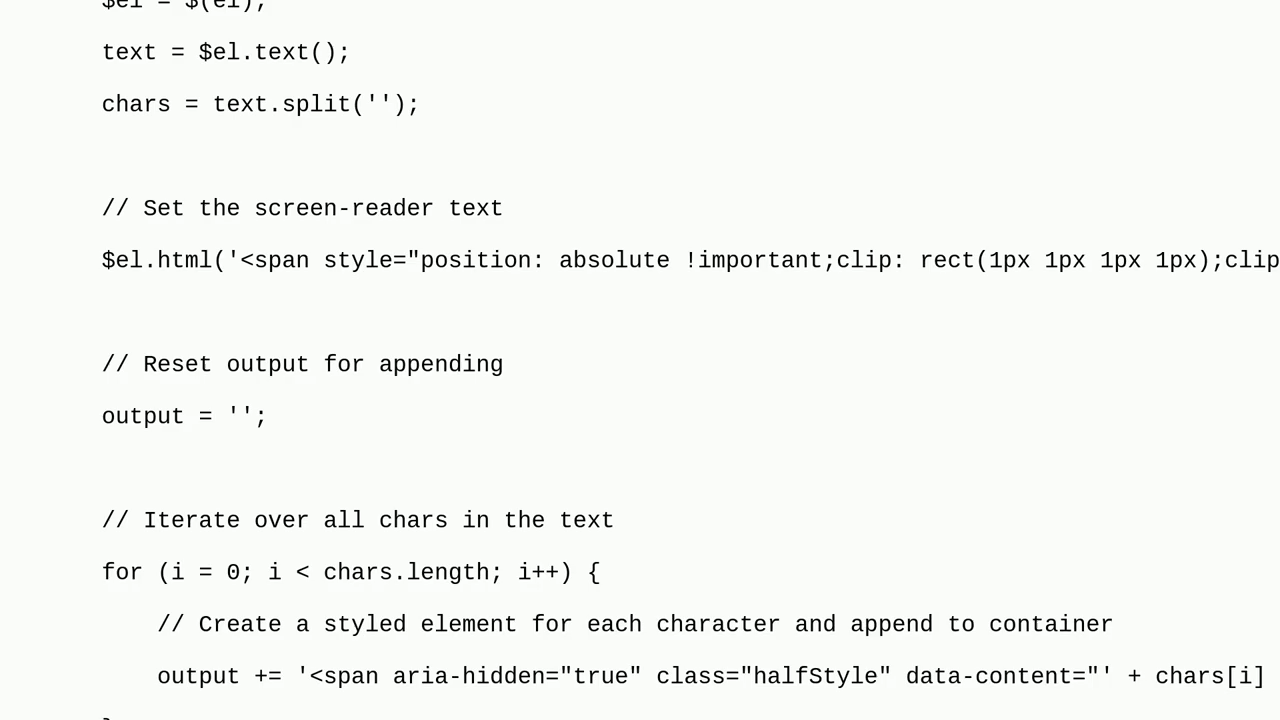 $el = $(el);
text = $el.text();
chars = text.split('');
// Set the screen-reader text
$el.html('<span style="position: absolute !important;clip: rect(1px 1px 1px 1px);clip
// Reset output for appending
output = '';
// Iterate over all chars in the text
for (i = 0; i < chars.length; i++) {
// Create a styled element for each character and append to container
output += '<span aria-hidden="true" class="halfStyle" data-content="' + chars[i]
}